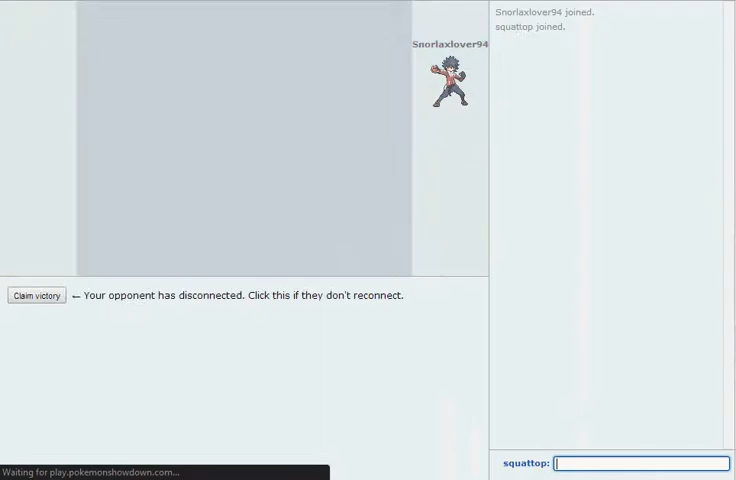 Snorlaxlover94 joined.
squattop joined.
Snorlaxlover94
Claim victory
← Your opponent has disconnected. Click this if they don't reconnect.
squattop:
Waiting for play.pokemonshowdown.com...